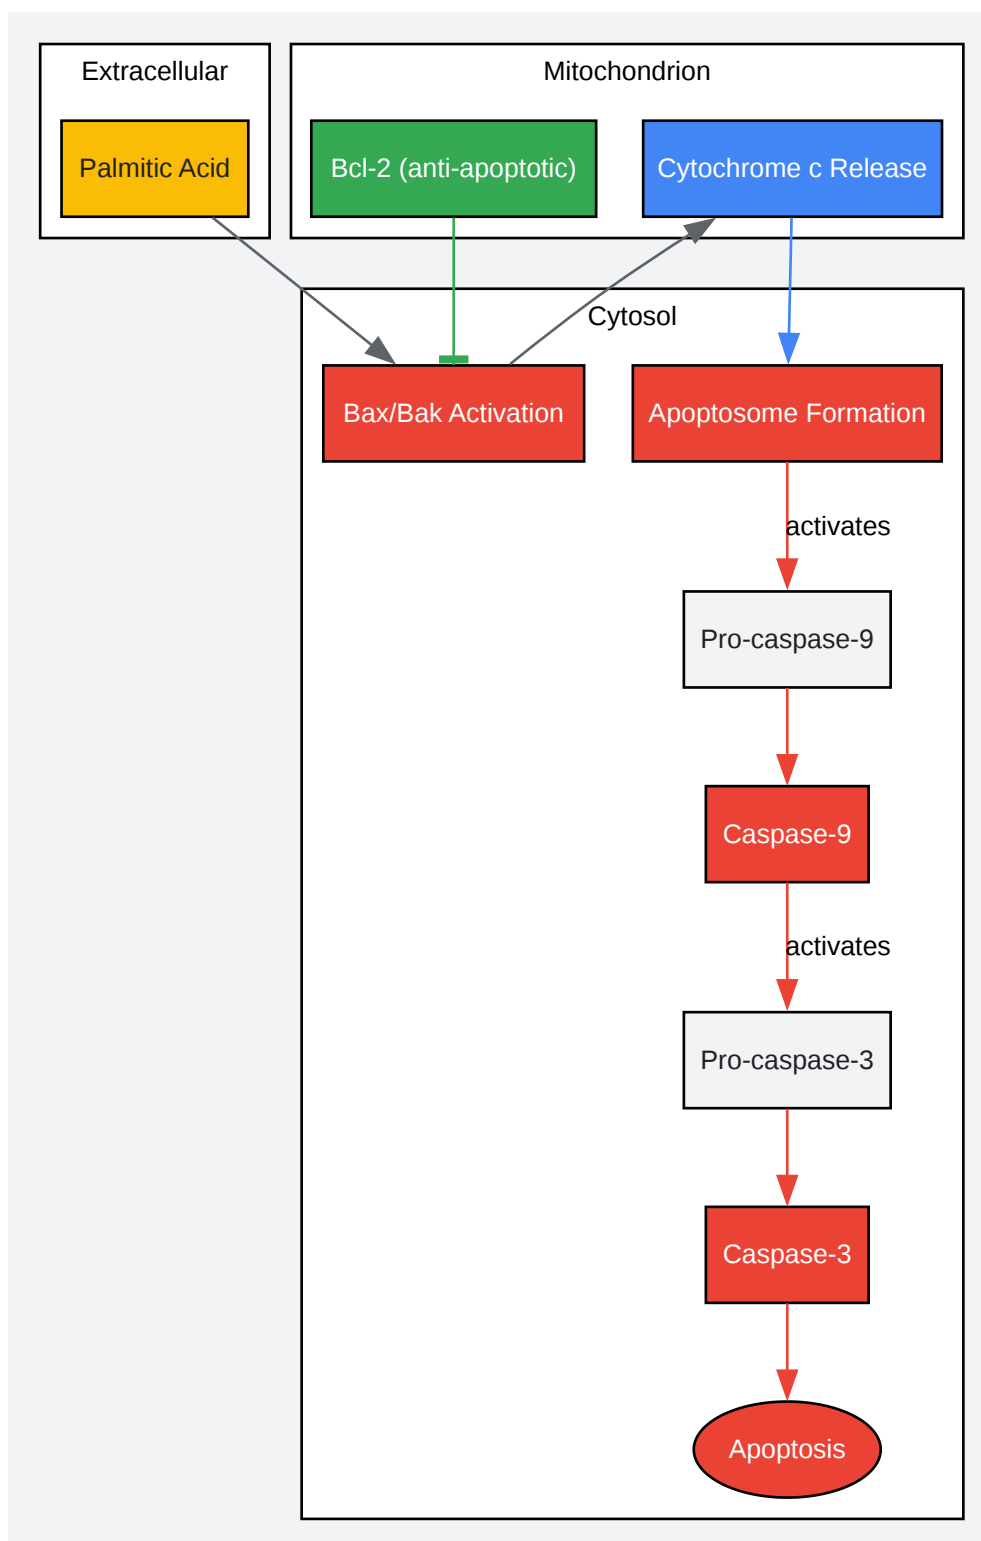 Extracellular
Mitochondrion
Palmitic Acid
Bcl-2 (anti-apoptotic)
Cytochrome c Release
Cytosol
Bax/Bak Activation
Apoptosome Formation
activates
Pro-caspase-9
Caspase-9
activates
Pro-caspase-3
Caspase-3
Apoptosis